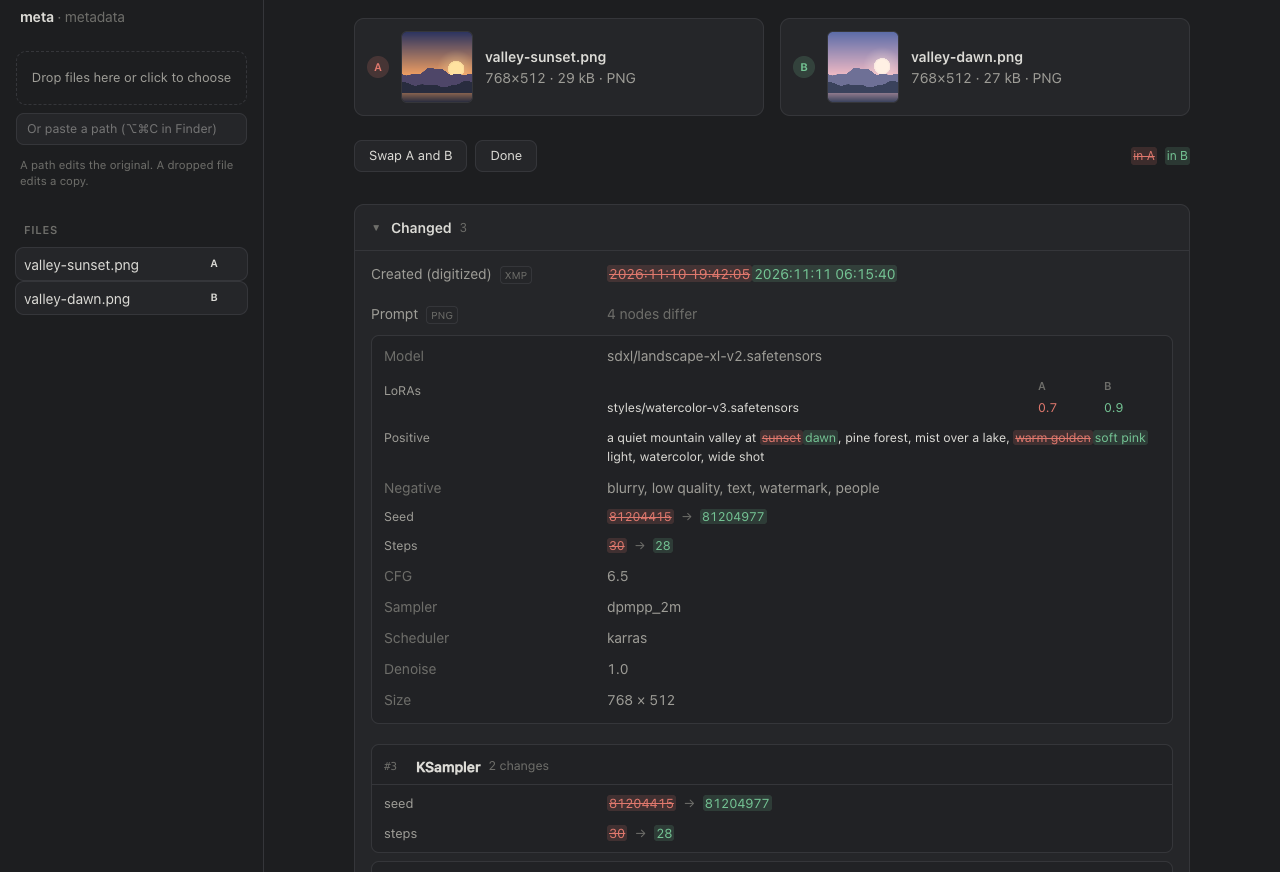 meta · metadata
Drop files here or click to choose
Or paste a path (⌥⌘C in Finder)
A path edits the original. A dropped file
edits a copy.
FILES
valley-sunset.png A
valley-dawn.png B
A valley-sunset.png
768×512 · 29 kB · PNG
B valley-dawn.png
768×512 · 27 kB · PNG
Swap A and B Done in A in B
▼ Changed 3
Created (digitized) XMP 2026:11:10 19:42:05 2026:11:11 06:15:40
Prompt PNG 4 nodes differ
Model sdxl/landscape-xl-v2.safetensors
LoRAs A B
styles/watercolor-v3.safetensors 0.7 0.9
Positive a quiet mountain valley at sunset dawn, pine forest, mist over a lake, warm golden soft pink
light, watercolor, wide shot
Negative blurry, low quality, text, watermark, people
Seed 81204415 → 81204977
Steps 30 → 28
CFG 6.5
Sampler dpmpp_2m
Scheduler karras
Denoise 1.0
Size 768 × 512
#3 KSampler 2 changes
seed 81204415 → 81204977
steps 30 → 28